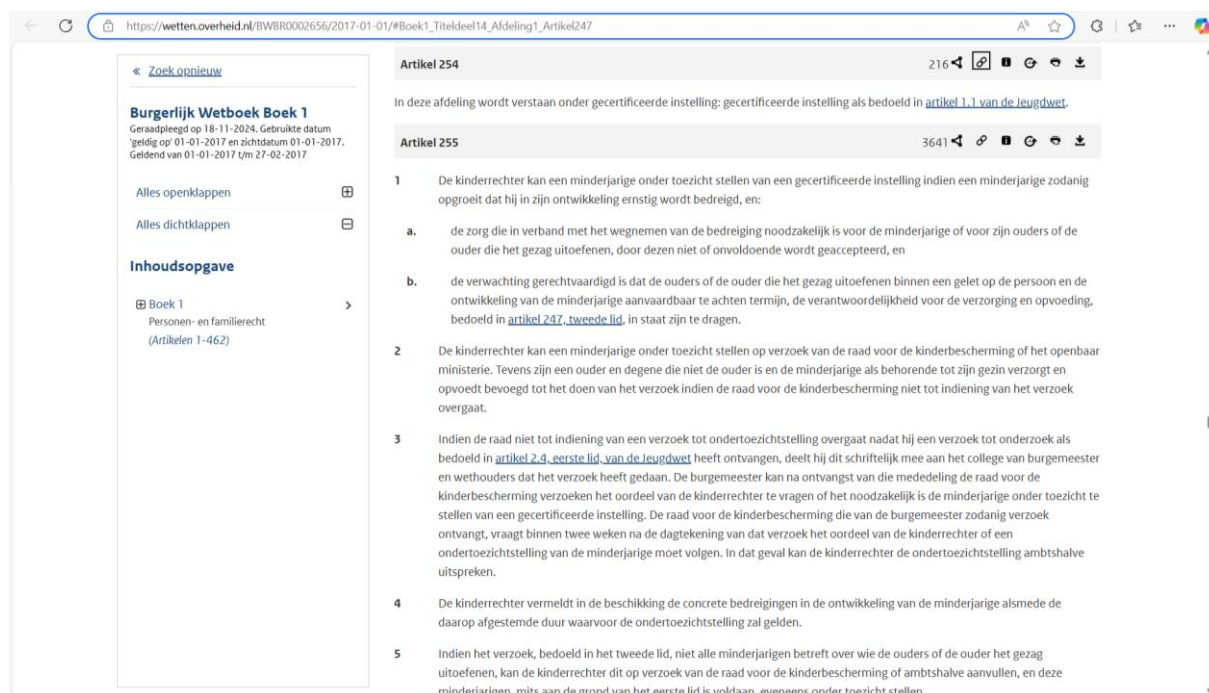 https://wetten.overheid.nl/BWBR0002656/2017-01-01/#Boek1_Titeldeel14_Afdeling1_Artikel247
« Zoek opnieuw
Burgerlijk Wetboek Boek 1
Geraadpleegd op 18-11-2024. Gebruikte datum
'geldig op' 01-01-2017 en zichtdatum 01-01-2017.
Geldend van 01-01-2017 t/m 27-02-2017
Alles openklappen
Alles dichtklappen
Inhoudsopgave
Boek 1
Personen- en familierecht
(Artikelen 1-462)
Artikel 254 216
In deze afdeling wordt verstaan onder gecertificeerde instelling: gecertificeerde instelling als bedoeld in artikel 1.1 van de Jeugdwet.
Artikel 255 3641
1 De kinderrechter kan een minderjarige onder toezicht stellen van een gecertificeerde instelling indien een minderjarige zodanig
opgroeit dat hij in zijn ontwikkeling ernstig wordt bedreigd, en:
a. de zorg die in verband met het wegnemen van de bedreiging noodzakelijk is voor de minderjarige of voor zijn ouders of de
ouder die het gezag uitoefenen, door dezen niet of onvoldoende wordt geaccepteerd, en
b. de verwachting gerechtvaardigd is dat de ouders of de ouder die het gezag uitoefenen binnen een gelet op de persoon en de
ontwikkeling van de minderjarige aanvaardbaar te achten termijn, de verantwoordelijkheid voor de verzorging en opvoeding,
bedoeld in artikel 247, tweede lid, in staat zijn te dragen.
2 De kinderrechter kan een minderjarige onder toezicht stellen op verzoek van de raad voor de kinderbescherming of het openbaar
ministerie. Tevens zijn een ouder en degene die niet de ouder is en de minderjarige als behorende tot zijn gezin verzorgt en
opvoedt bevoegd tot het doen van het verzoek indien de raad voor de kinderbescherming niet tot indiening van het verzoek
overgaat.
3 Indien de raad niet tot indiening van een verzoek tot ondertoezichtstelling overgaat nadat hij een verzoek tot onderzoek als
bedoeld in artikel 2.4, eerste lid, van de Jeugdwet heeft ontvangen, deelt hij dit schriftelijk mee aan het college van burgemeester
en wethouders dat het verzoek heeft gedaan. De burgemeester kan na ontvangst van die mededeling de raad voor de
kinderbescherming verzoeken het oordeel van de kinderrechter te vragen of het noodzakelijk is de minderjarige onder toezicht te
stellen van een gecertificeerde instelling. De raad voor de kinderbescherming die van de burgemeester zodanig verzoek
ontvangt, vraagt binnen twee weken na de dagtekening van dat verzoek het oordeel van de kinderrechter of een
ondertoezichtstelling van de minderjarige moet volgen. In dat geval kan de kinderrechter de ondertoezichtstelling ambtshalve
uitspreken.
4 De kinderrechter vermeldt in de beschikking de concrete bedreigingen in de ontwikkeling van de minderjarige alsmede de
daarop afgestemde duur waarvoor de ondertoezichtstelling zal gelden.
5 Indien het verzoek, bedoeld in het tweede lid, niet alle minderjarigen betreft over wie de ouders of de ouder het gezag
uitoefenen, kan de kinderrechter dit op verzoek van de raad voor de kinderbescherming of ambtshalve aanvullen, en deze
minderjarigen, mits aan de grond van het eerste lid is voldaan, eveneens onder toezicht stellen.